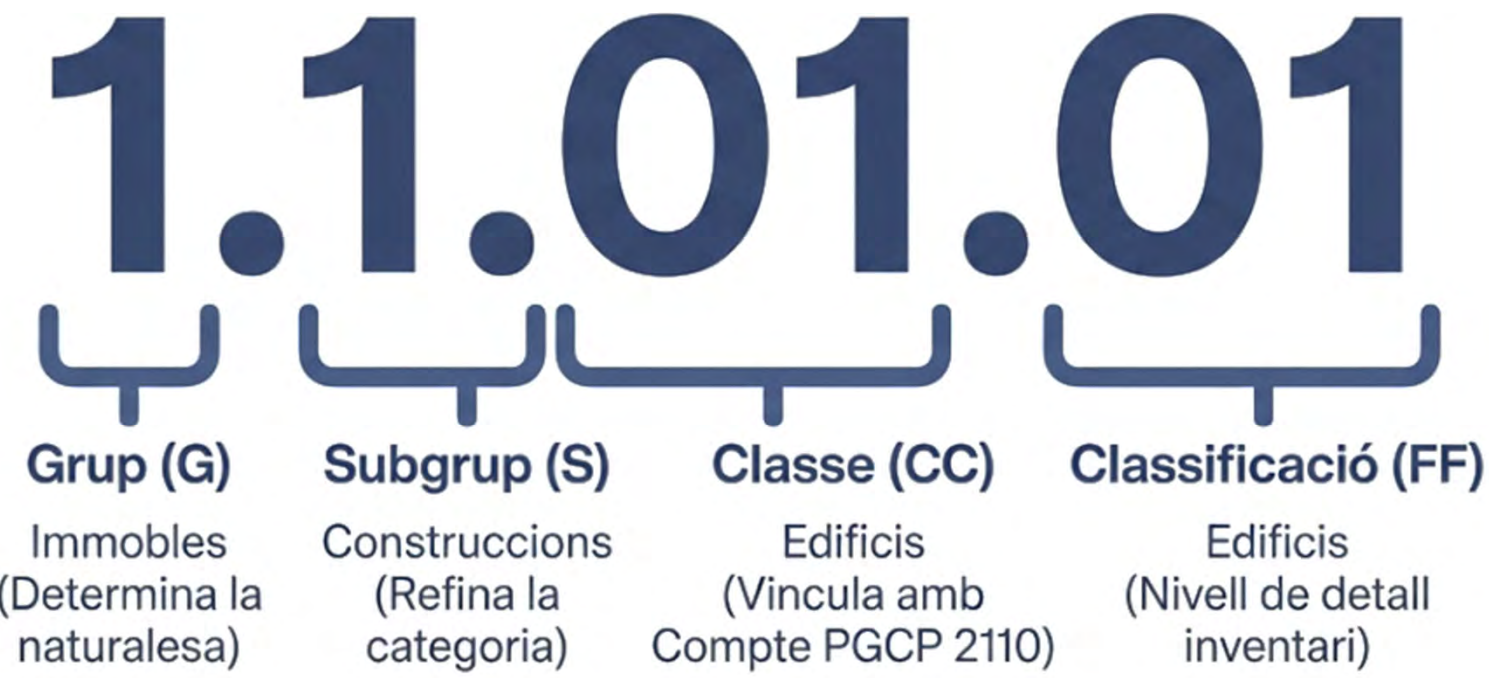 1.1.01.01
Grup (G)
Immobles
(Determina la
naturalesa)
Subgrup (S)
Construccions
(Refina la
categoria)
Classe (CC)
Edificis
(Vincula amb
Compte PGCP 2110)
Classificació (FF)
Edificis
(Nivell de detall
inventari)